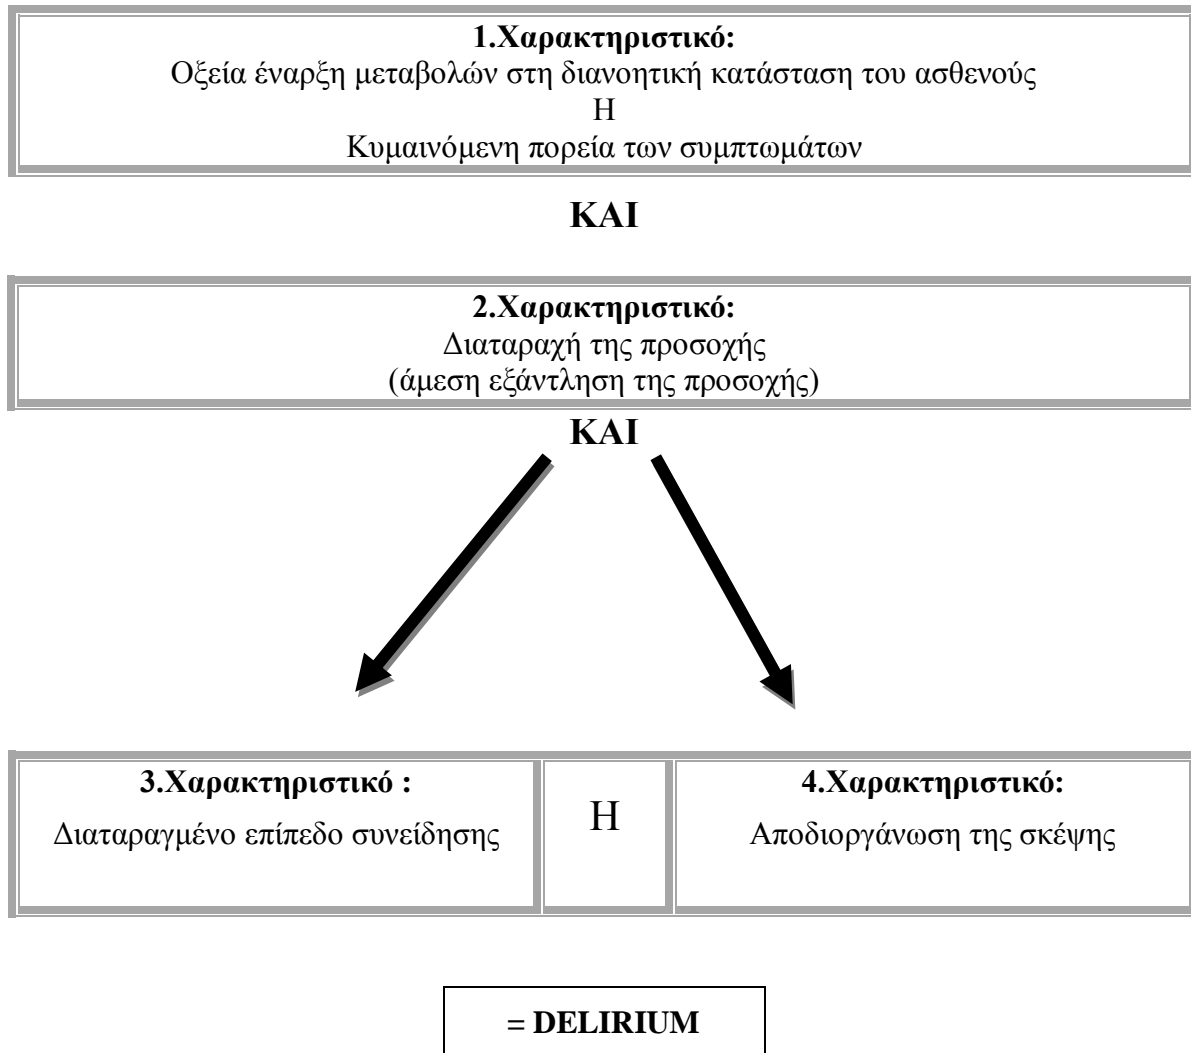 1.Χαρακτηριστικό:
Οξεία έναρξη μεταβολών στη διανοητική κατάσταση του ασθενούς
Η
Κυμαινόμενη πορεία των συμπτωμάτων
ΚΑΙ
2.Χαρακτηριστικό:
Διαταραχή της προσοχής
(άμεση εξάντληση της προσοχής)
ΚΑΙ
3.Χαρακτηριστικό :
Διαταραγμένο επίπεδο συνείδησης
Η
4.Χαρακτηριστικό:
Αποδιοργάνωση της σκέψης
= DELIRIUM